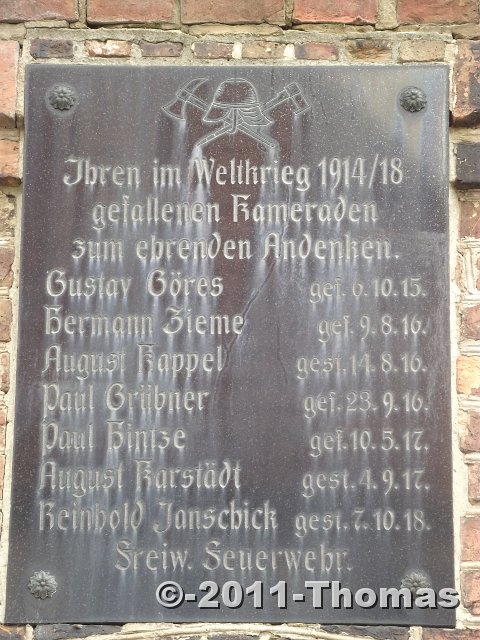 Ihren im Weltkrieg 1914/18
gefallenen Kameraden
zum ehrenden Andenken.
Gustav Göres gef. 6.10.15.
Hermann Zieme gef. 9.8.16.
August Kappel gest. 14.8.16.
Paul Grübner gef. 23.9.16.
Paul Hintze gef. 10.5.17.
August Karstädt gest. 4.9.17.
Reinhold Janschick gest. 7.10.18.
Freiw. Feuerwehr.
©-2011-Thomas